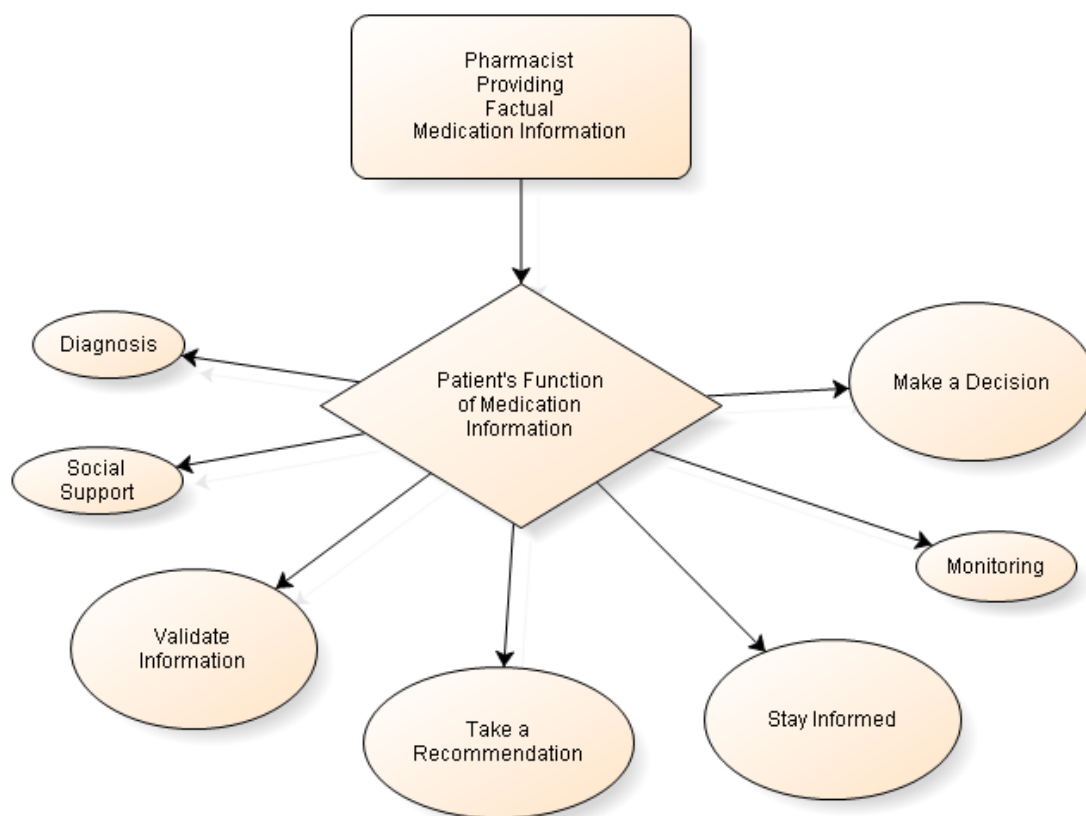 Pharmacist
Providing
Factual
Medication Information
Diagnosis
Patient's Function
of Medication
Information
Make a Decision
Social
Support
Monitoring
Validate
Information
Take a
Recommendation
Stay Informed